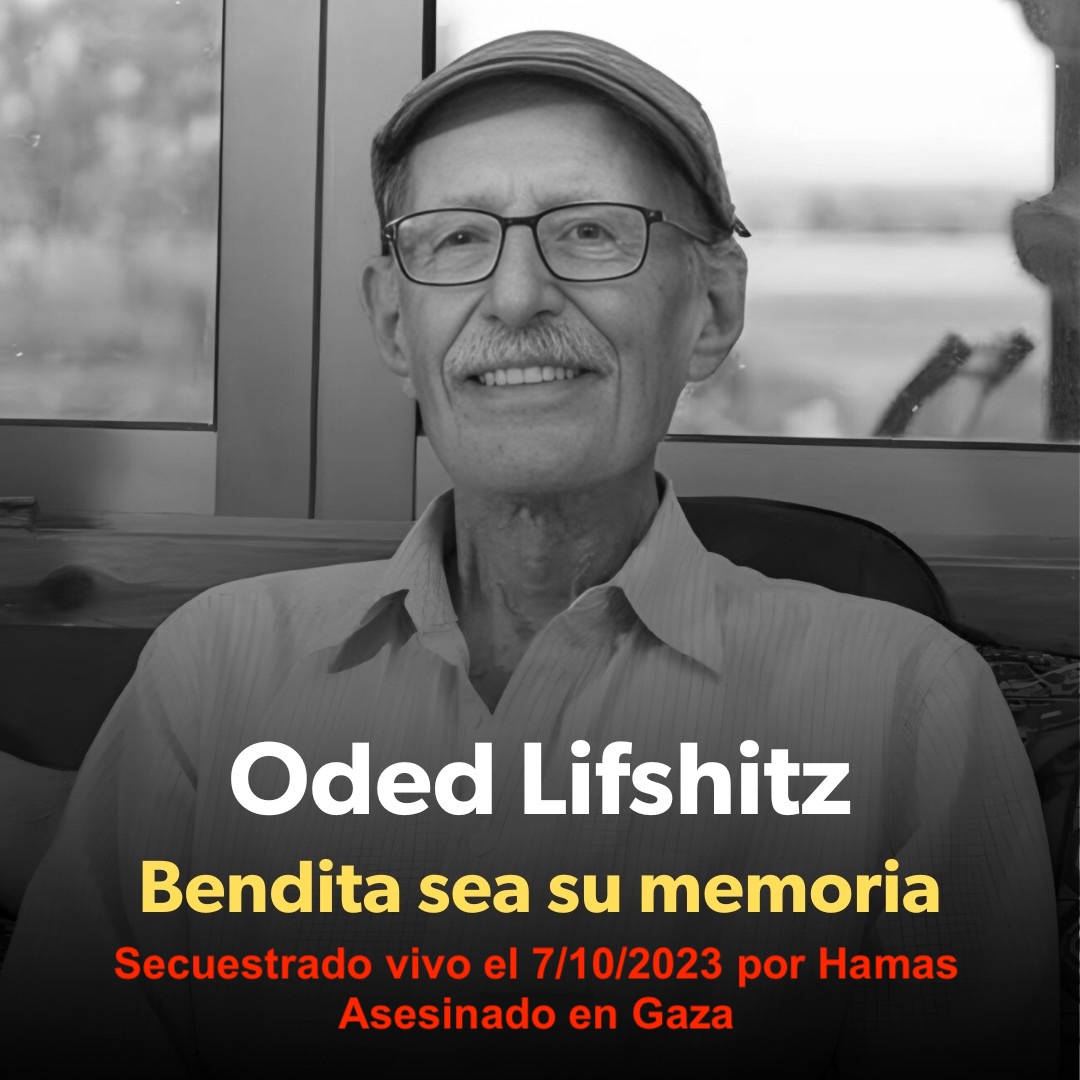 Oded Lifshitz
Bendita sea su memoria
Secuestrado vivo el 7/10/2023 por Hamas
Asesinado en Gaza